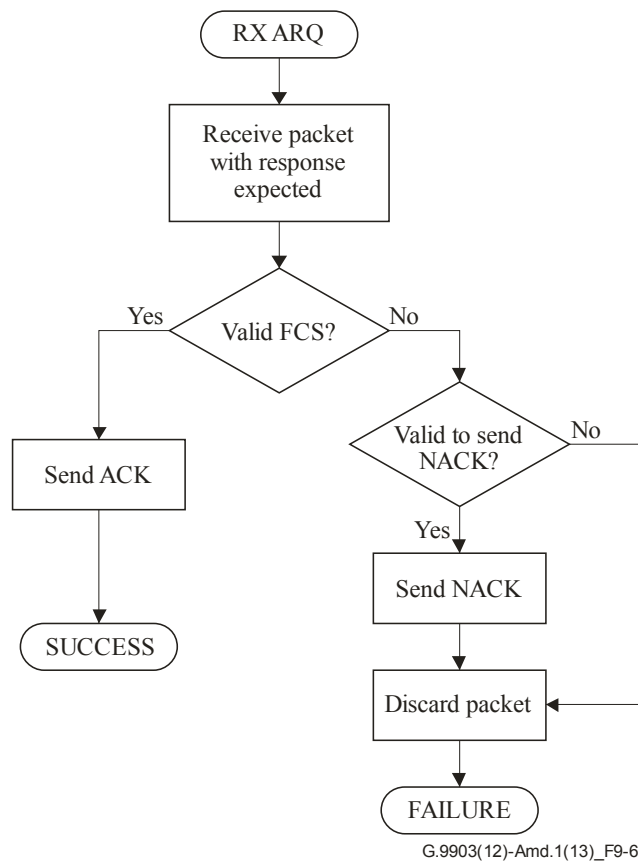 RX ARQ
Receive packet
with response
expected
Valid FCS?
Yes
No
Send ACK
SUCCESS
Valid to send
NACK?
No
Yes
Send NACK
Discard packet
FAILURE
G.9903(12)-Amd.1(13)_F9-6